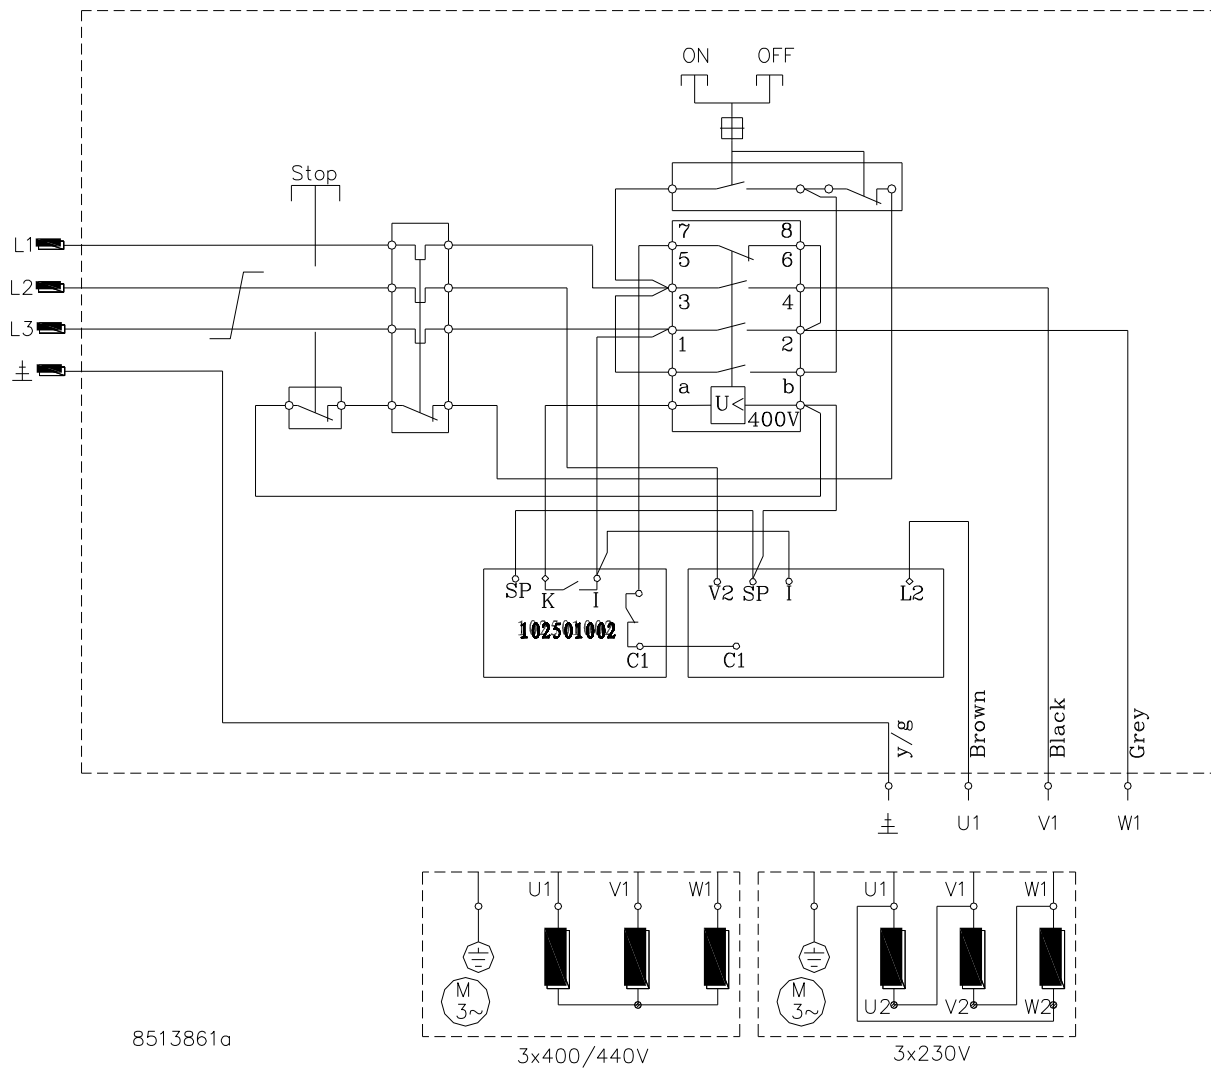 ON OFF
Stop
L1
L2
L3
7 8
5 6
3 4
1 2
a b
U<
400V
SP K I
V2 SP I L2
102501002
C1 C1
y/g
Brown
Black
Grey
U1 V1 W1
U1 V1 W1
M
3~
3x400/440V
U1 V1 W1
M
3~
U2 V2 W2
3x230V
8513861a